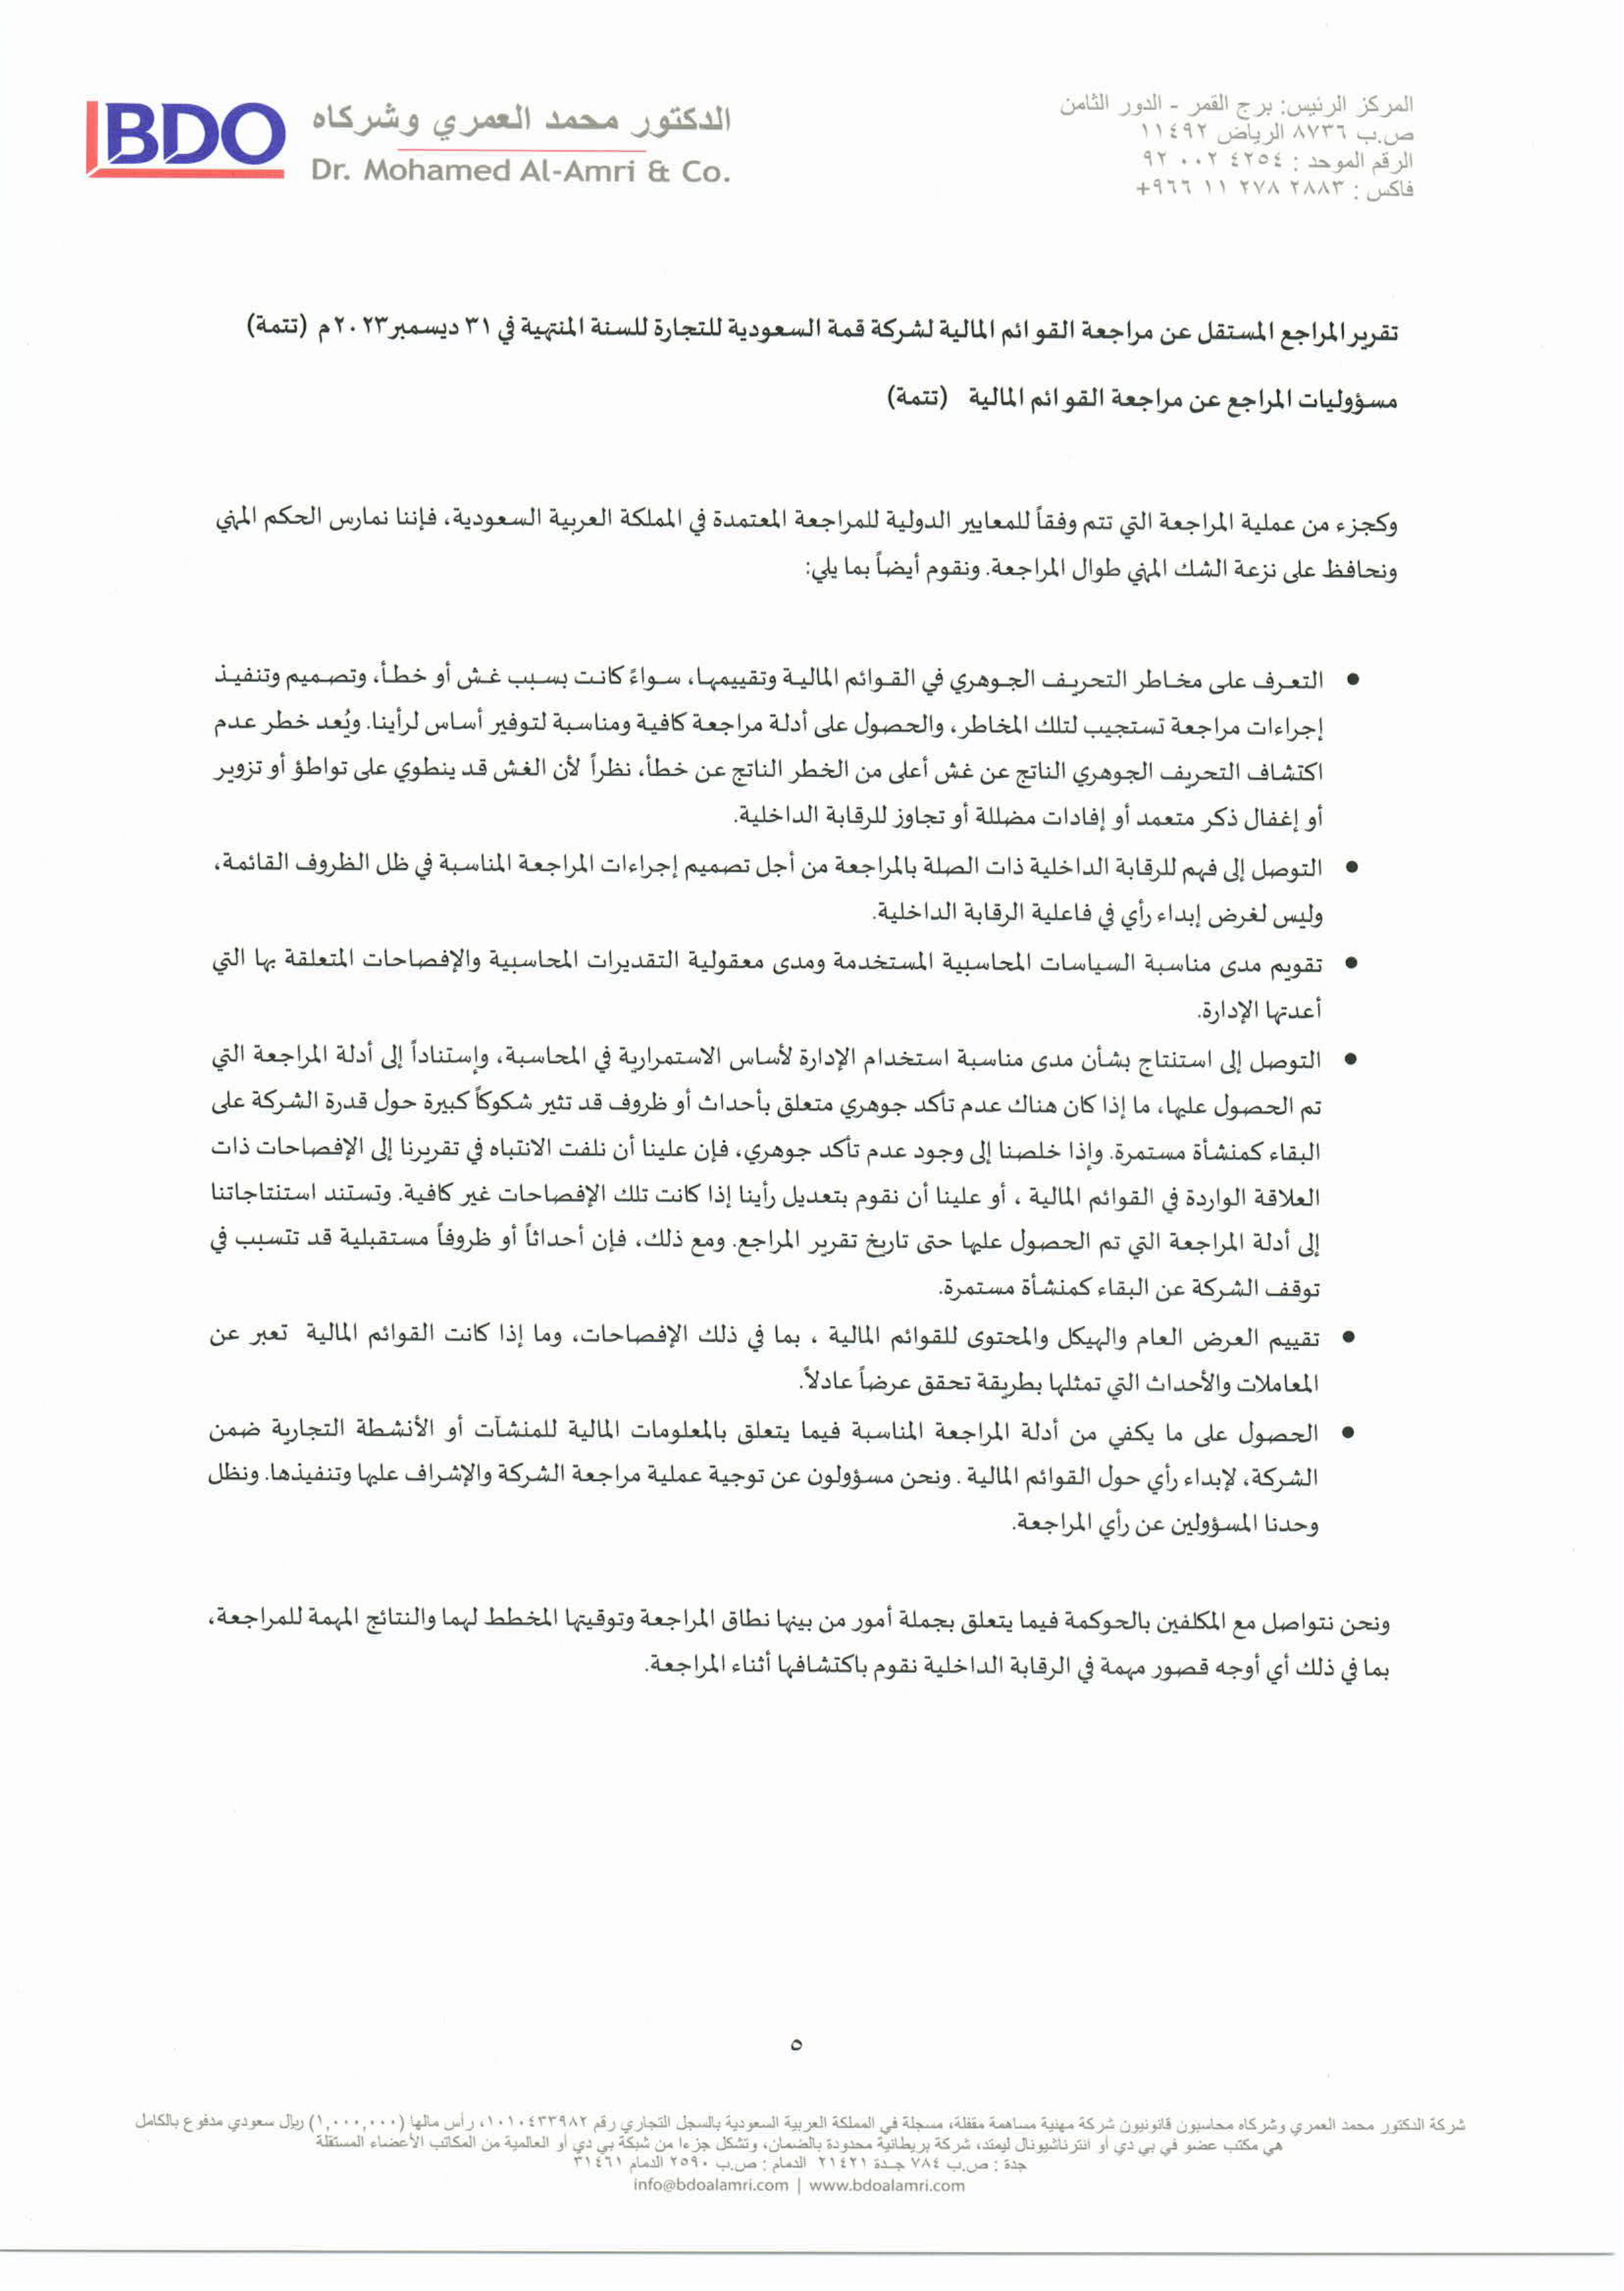 BDO
الدكتور محمد العمري وشركاه
Dr. Mohamed Al-Amri & Co.
المركز الرئيس: برج القمر - الدور الثامن
ص.ب ٨٧٣٦ الرياض ١١٤٩٢
الرقم الموحد : ٤٢٥٤ ٠٠٢ ٩٢
فاكس : ٢٨٨٣ ٢٧٨ ١١ ٩٦٦+
تقرير المراجع المستقل عن مراجعة القوائم المالية لشركة قمة السعودية للتجارة للسنة المنتهية في ٣١ ديسمبر ٢٠٢٣م (تتمة)
مسؤوليات المراجع عن مراجعة القوائم المالية (تتمة)
وكجزء من عملية المراجعة التي تتم وفقاً للمعايير الدولية للمراجعة المعتمدة في المملكة العربية السعودية، فإننا نمارس الحكم المهني
ونحافظ على نزعة الشك المهني طوال المراجعة. ونقوم أيضاً بما يلي:
• التعرف على مخاطر التحريف الجوهري في القوائم المالية وتقييمها، سواءً كانت بسبب غش أو خطأ، وتصميم وتنفيذ
إجراءات مراجعة تستجيب لتلك المخاطر، والحصول على أدلة مراجعة كافية ومناسبة لتوفير أساس لرأينا. ويُعد خطر عدم
اكتشاف التحريف الجوهري الناتج عن غش أعلى من الخطر الناتج عن خطأ، نظراً لأن الغش قد ينطوي على تواطؤ أو تزوير
أو إغفال ذكر متعمد أو إفادات مضللة أو تجاوز للرقابة الداخلية.
• التوصل إلى فهم للرقابة الداخلية ذات الصلة بالمراجعة من أجل تصميم إجراءات المراجعة المناسبة في ظل الظروف القائمة،
وليس لغرض إبداء رأي في فاعلية الرقابة الداخلية.
• تقويم مدى مناسبة السياسات المحاسبية المستخدمة ومدى معقولية التقديرات المحاسبية والإفصاحات المتعلقة بها التي
أعدتها الإدارة.
• التوصل إلى استنتاج بشأن مدى مناسبة استخدام الإدارة لأساس الاستمرارية في المحاسبة، وإستناداً إلى أدلة المراجعة التي
تم الحصول عليها، ما إذا كان هناك عدم تأكد جوهري متعلق بأحداث أو ظروف قد تثير شكوكاً كبيرة حول قدرة الشركة على
البقاء كمنشأة مستمرة. وإذا خلصنا إلى وجود عدم تأكد جوهري، فإن علينا أن نلفت الانتباه في تقريرنا إلى الإفصاحات ذات
العلاقة الواردة في القوائم المالية ، أو علينا أن نقوم بتعديل رأينا إذا كانت تلك الإفصاحات غير كافية. وتستند استنتاجاتنا
إلى أدلة المراجعة التي تم الحصول عليها حتى تاريخ تقرير المراجع. ومع ذلك، فإن أحداثاً أو ظروفاً مستقبلية قد تتسبب في
توقف الشركة عن البقاء كمنشأة مستمرة.
• تقييم العرض العام والهيكل والمحتوى للقوائم المالية ، بما في ذلك الإفصاحات، وما إذا كانت القوائم المالية تعبر عن
المعاملات والأحداث التي تمثلها بطريقة تحقق عرضاً عادلاً.
• الحصول على ما يكفي من أدلة المراجعة المناسبة فيما يتعلق بالمعلومات المالية للمنشآت أو الأنشطة التجارية ضمن
الشركة، لإبداء رأي حول القوائم المالية . ونحن مسؤولون عن توجية عملية مراجعة الشركة والإشراف عليها وتنفيذها. ونظل
وحدنا المسؤولين عن رأي المراجعة.
ونحن نتواصل مع المكلفين بالحوكمة فيما يتعلق بجملة أمور من بينها نطاق المراجعة وتوقيتها المخطط لهما والنتائج المهمة للمراجعة،
بما في ذلك أي أوجه قصور مهمة في الرقابة الداخلية نقوم باكتشافها أثناء المراجعة.
٥
شركة الدكتور محمد العمري وشركاه محاسبون قانونيون شركة مهنية مساهمة مقفلة، مسجلة في المملكة العربية السعودية بالسجل التجاري رقم ١٠١٠٤٣٣٩٨٢، رأس مالها (١,٠٠٠,٠٠٠) ريال سعودي مدفوع بالكامل
هي مكتب عضو في بي دي أو انترناشيونال ليمتد، شركة بريطانية محدودة بالضمان، وتشكل جزءا من شبكة بي دي أو العالمية من المكاتب الأعضاء المستقلة
جدة : ص.ب ٧٨٤ جدة ٢١٤٢١ الدمام : ص.ب ٢٥٩٠ الدمام ٣١٤٦١
info@bdoalamri.com | www.bdoalamri.com